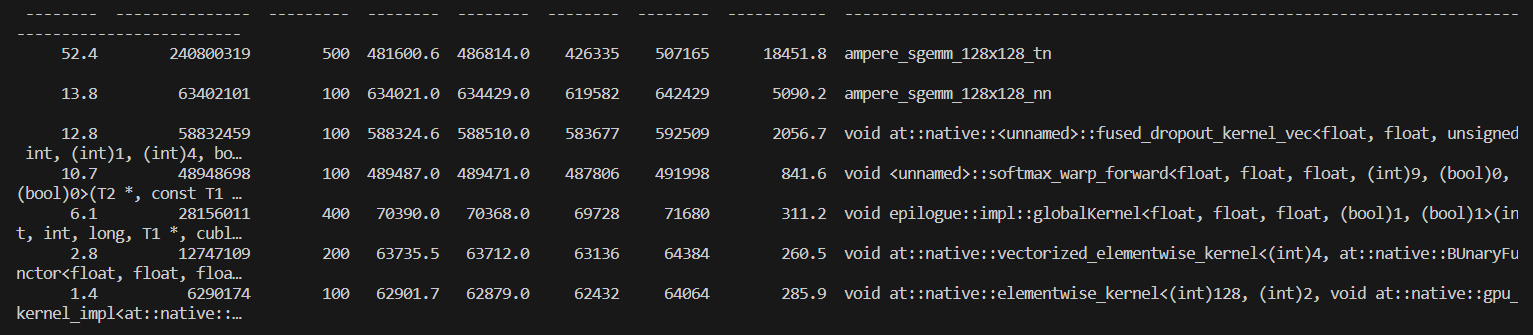 --------  ---------------  ---------  --------  --------  --------  --------  -----------  ----------------------------------------------------------------------------------------------------
-------------------------
52.4 240800319 500 481600.6 486814.0 426335 507165 18451.8 ampere_sgemm_128x128_tn
13.8 63402101 100 634021.0 634429.0 619582 642429 5090.2 ampere_sgemm_128x128_nn
12.8 58832459 100 588324.6 588510.0 583677 592509 2056.7 void at::native::<unnamed>::fused_dropout_kernel_vec<float, float, unsigned
int, (int)1, (int)4, bo…
10.7 48948698 100 489487.0 489471.0 487806 491998 841.6 void <unnamed>::softmax_warp_forward<float, float, float, (int)9, (bool)0,
(bool)0>(T2 *, const T1 …
6.1 28156011 400 70390.0 70368.0 69728 71680 311.2 void epilogue::impl::globalKernel<float, float, float, (bool)1, (bool)1>(in
t, int, long, T1 *, cubl…
2.8 12747109 200 63735.5 63712.0 63136 64384 260.5 void at::native::vectorized_elementwise_kernel<(int)4, at::native::BUnaryFu
nctor<float, float, floa…
1.4 6290174 100 62901.7 62879.0 62432 64064 285.9 void at::native::elementwise_kernel<(int)128, (int)2, void at::native::gpu_
kernel_impl<at::native::…